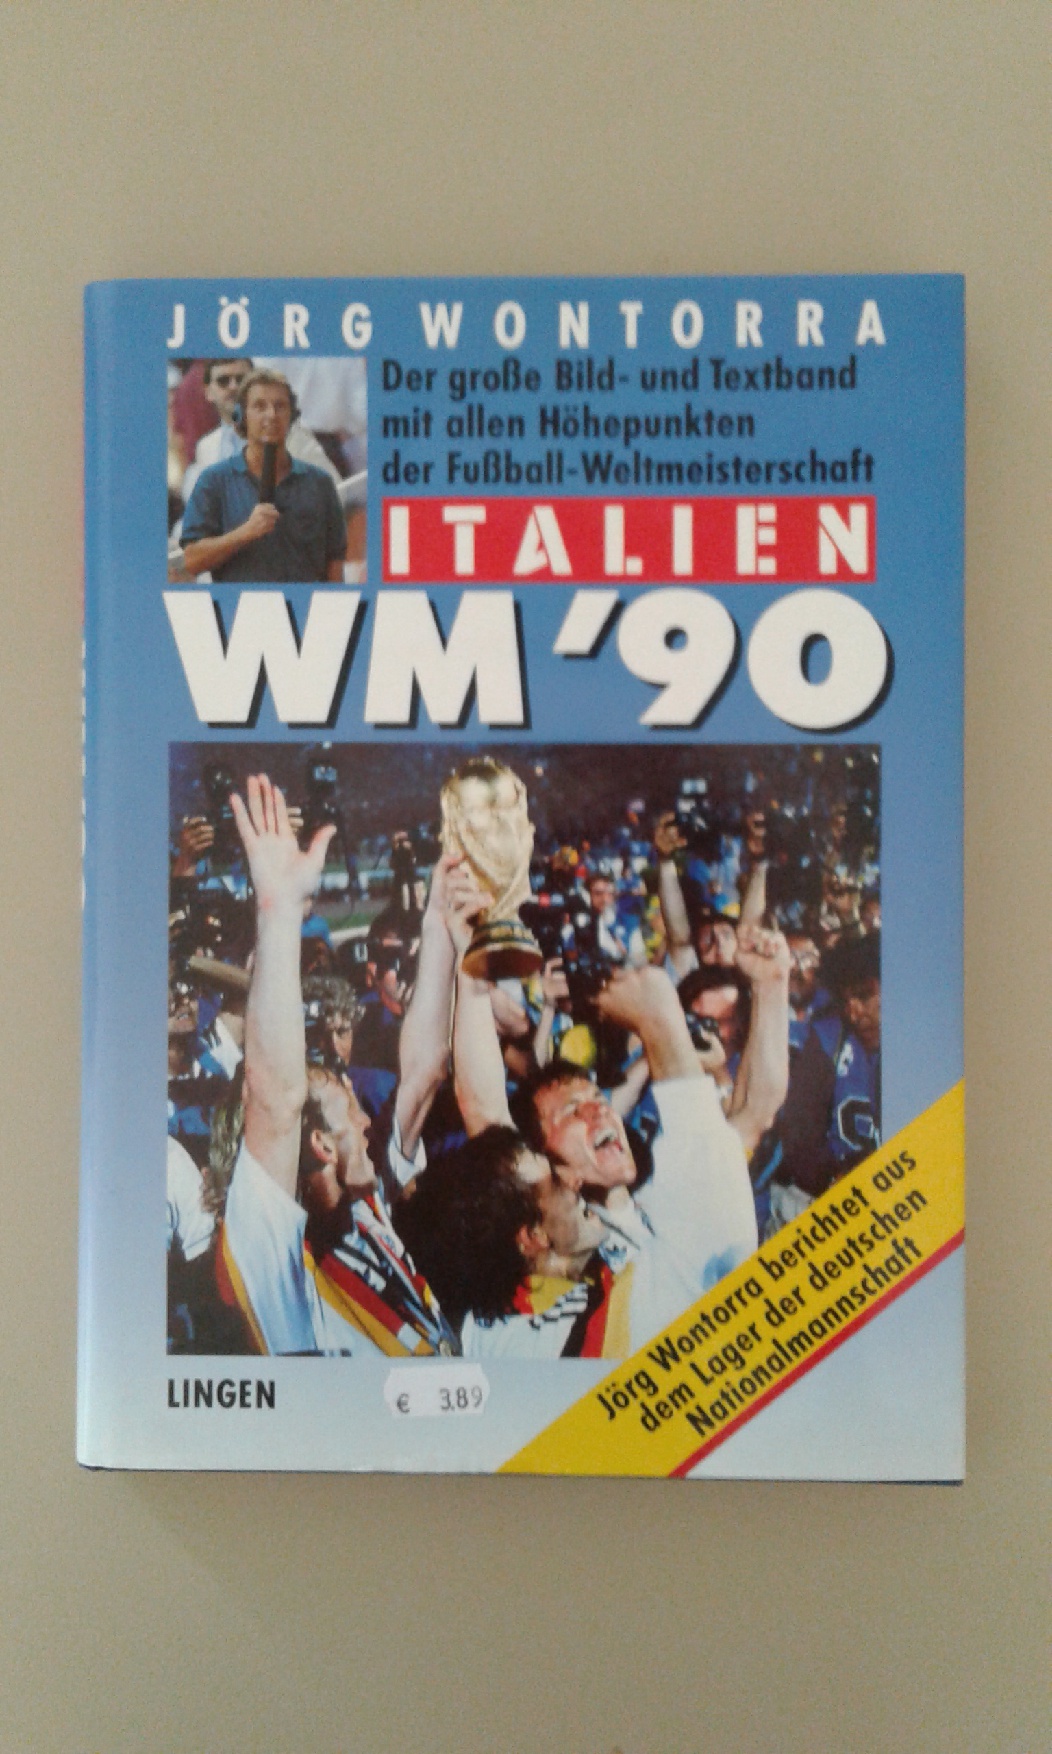 JÖRG WONTORRA
Der große Bild- und Textband
mit allen Höhepunkten
der Fußball-Weltmeisterschaft
ITALIEN
WM '90
Jörg Wontorra berichtet aus
dem Lager der deutschen
Nationalmannschaft
LINGEN
€ 3.89